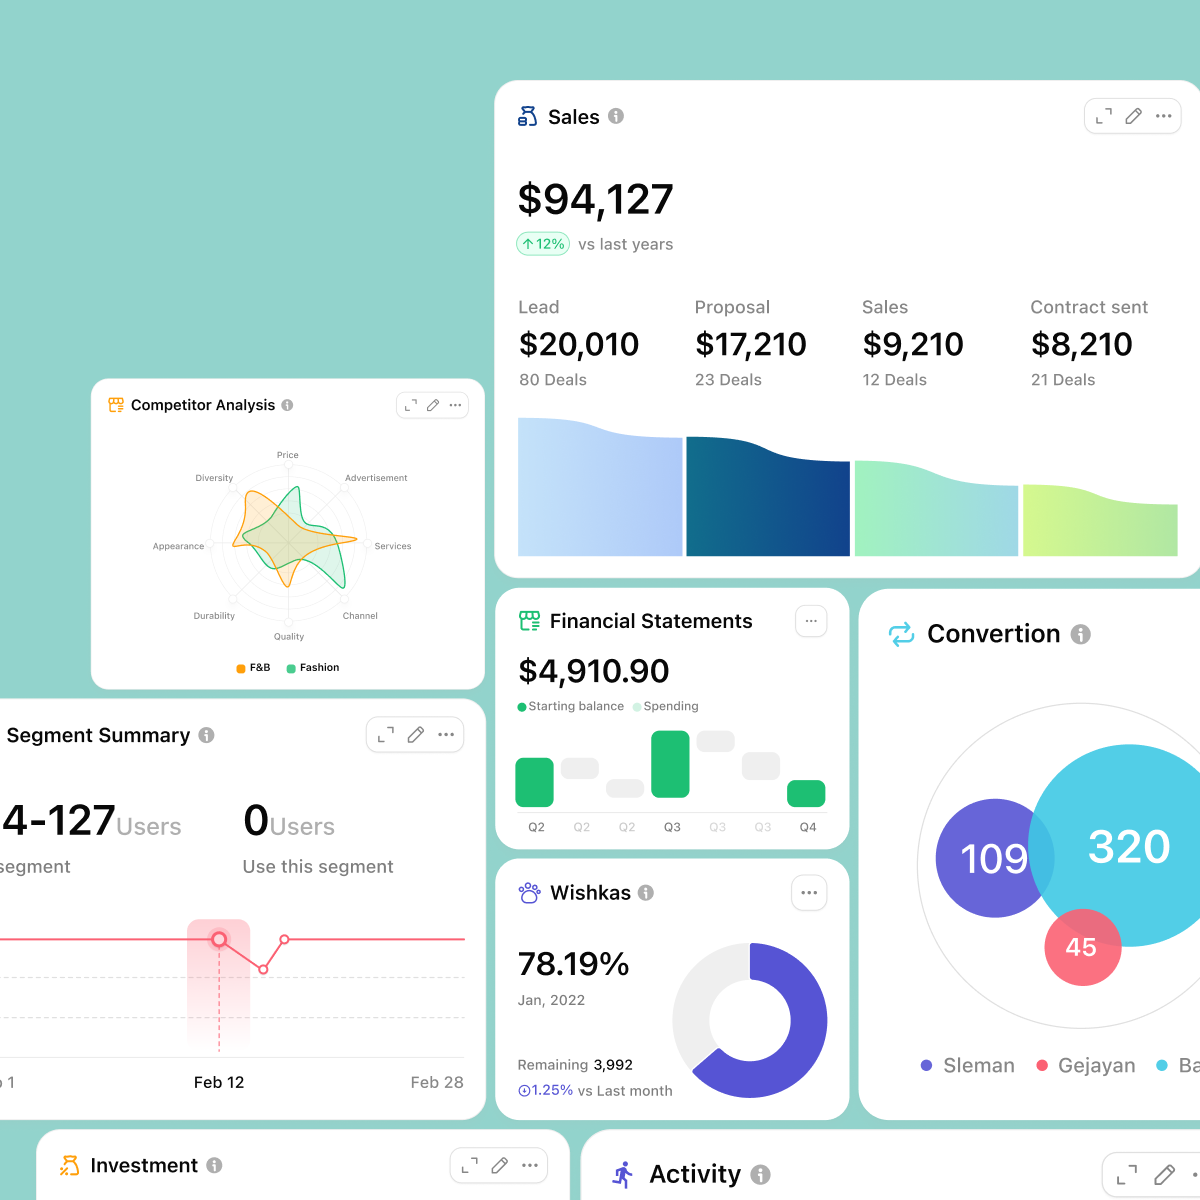 Sales
$94,127
12% vs last years
Lead
$20,010
80 Deals
Proposal
$17,210
23 Deals
Sales
$9,210
12 Deals
Contract sent
$8,210
21 Deals
Competitor Analysis
Price
Diversity
Advertisement
Appearance
Services
Durability
Channel
Quality
F&B Fashion
Financial Statements
$4,910.90
Starting balance Spending
Q2 Q2 Q2 Q3 Q3 Q3 Q4
Convertion
109
320
45
Sleman Gejayan Ba
Segment Summary
4-127 Users
segment
0 Users
Use this segment
1 Feb 12 Feb 28
Wishkas
78.19%
Jan, 2022
Remaining 3,992
1.25% vs Last month
Investment
Activity